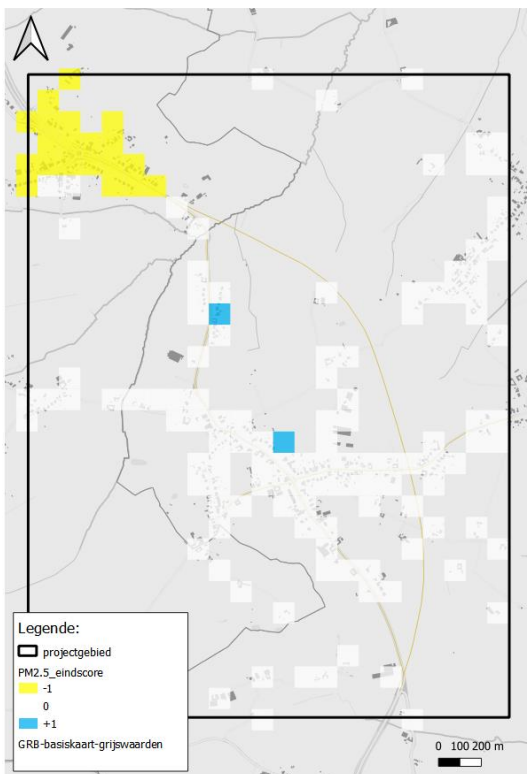 Legende:
projectgebied
PM2.5_eindscore
-1
0
+1
GRB-basiskaart-grijswaarden
0 100 200 m